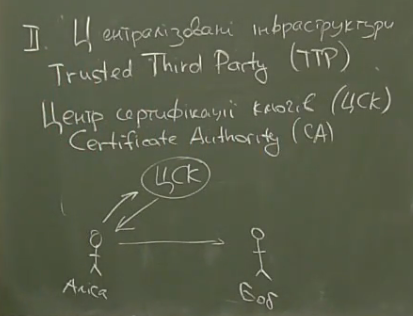 II. Централізовані інфраструктури
Trusted Third Party (TTP)
Центр сертифікації ключів (ЦСК)
Certificate Authority (CA)
ЦСК
Аліса
Боб